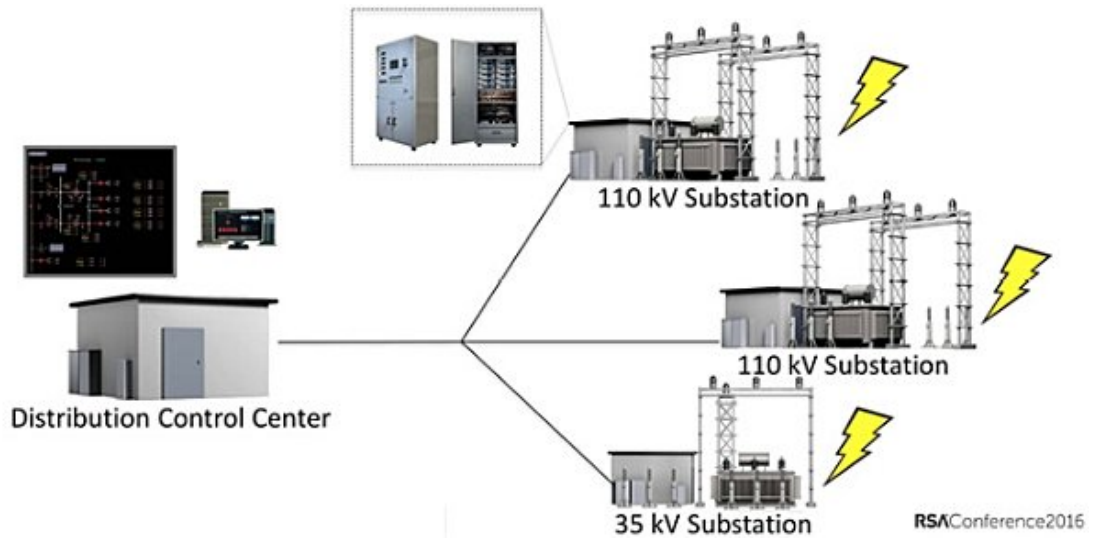 110 kV Substation
110 kV Substation
Distribution Control Center
35 kV Substation
RSAConference2016